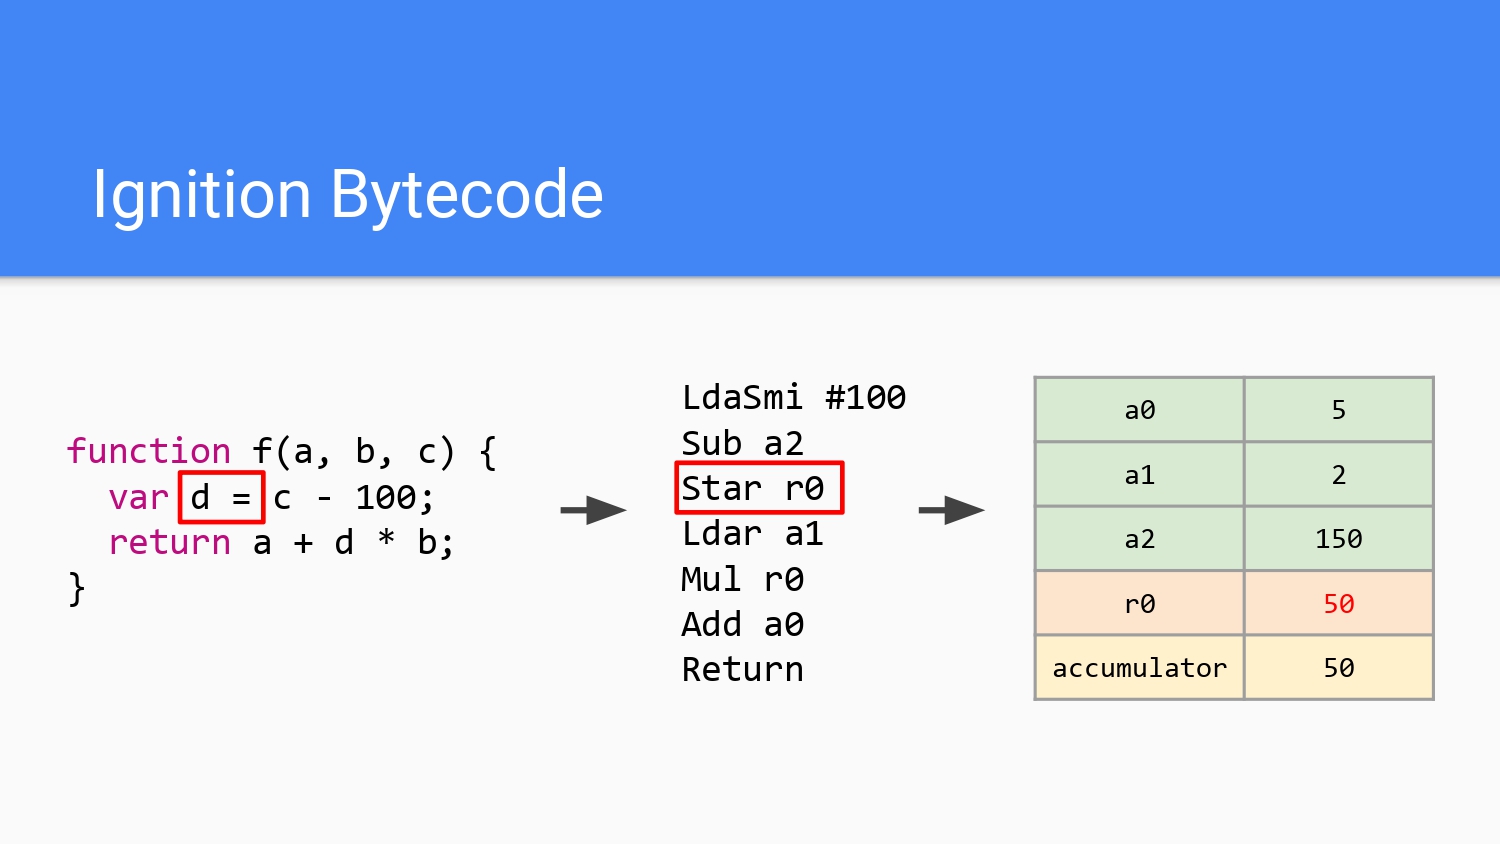 Ignition Bytecode
function f(a, b, c) {
  var d = c - 100;
  return a + d * b;
}
LdaSmi #100
Sub a2
Star r0
Ldar a1
Mul r0
Add a0
Return
a0 5
a1 2
a2 150
r0 50
accumulator 50